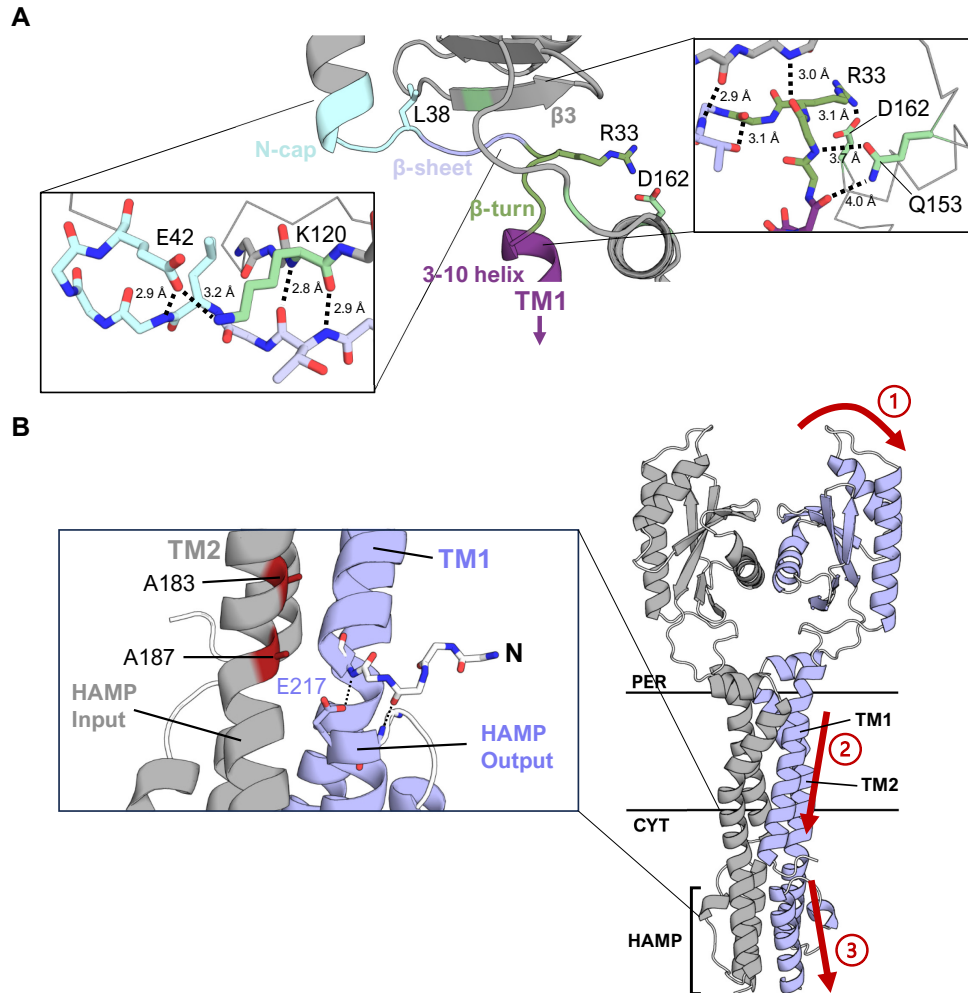 A
N-cap
L38
β3
β-sheet
R33
D162
β-turn
3-10 helix
TM1
3.0 Å
R33
2.9 Å
3.1 Å
D162
3.1 Å
3.7 Å
Q153
4.0 Å
E42
K120
2.9 Å
3.2 Å
2.8 Å
2.9 Å
B
1
TM2
TM1
A183
A187
N
E217
HAMP
Input
HAMP
Output
PER
TM1
2
TM2
CYT
HAMP
3